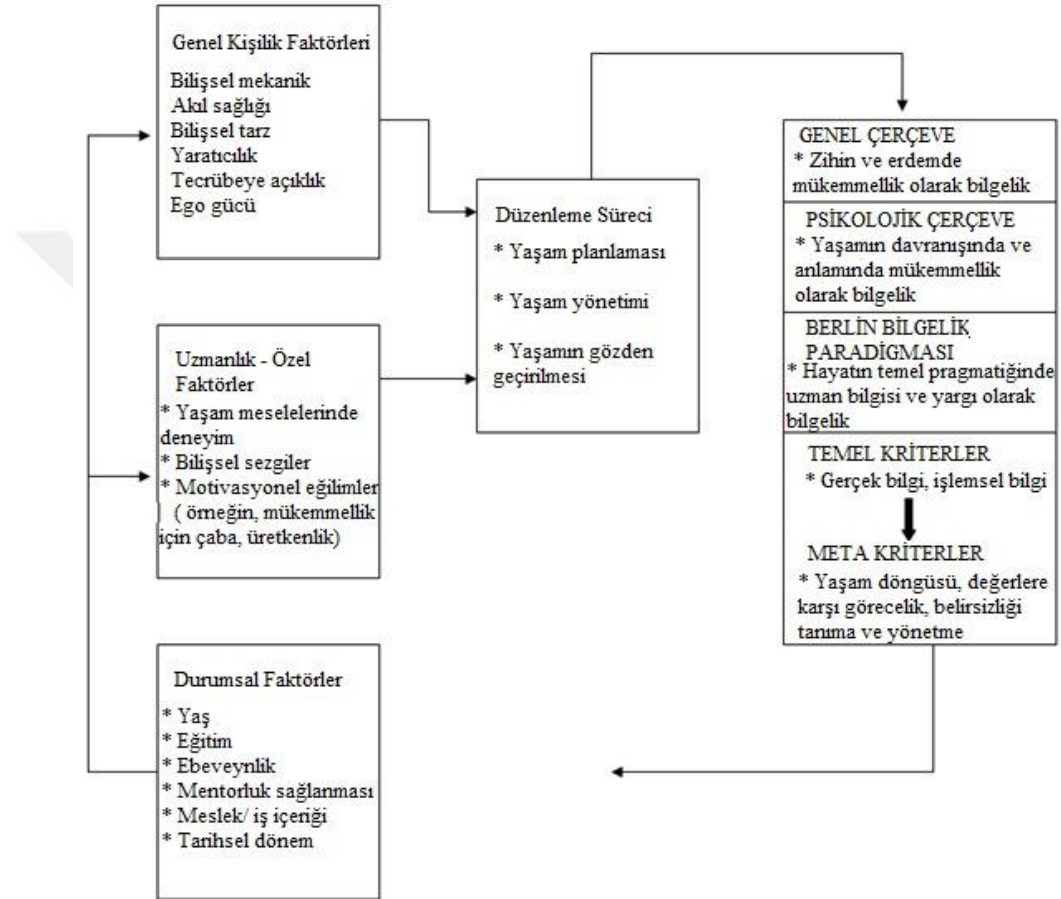 Genel Kişilik Faktörleri
Bilişsel mekanik
Akıl sağlığı
Bilişsel tarz
Yaratıcılık
Tecrübeye açıklık
Ego gücü
Uzmanlık - Özel
Faktörler
* Yaşam meselelerinde
deneyim
* Bilişsel sezgiler
* Motivasyonel eğilimler
( örneğin, mükemmellik
için çaba, üretkenlik)
Durumsal Faktörler
* Yaş
* Eğitim
* Ebeveynlik
* Mentorluk sağlanması
* Meslek/ iş içeriği
* Tarihsel dönem
Düzenleme Süreci
* Yaşam planlaması
* Yaşam yönetimi
* Yaşamın gözden
geçirilmesi
GENEL ÇERÇEVE
* Zihin ve erdemde
mükemmellik olarak bilgelik
PSİKOLOJİK ÇERÇEVE
* Yaşamın davranışında ve
anlamında mükemmellik
olarak bilgelik
BERLİN BİLGELİK
PARADİGMASI
* Hayatın temel pragmatiğinde
uzman bilgisi ve yargı olarak
bilgelik
TEMEL KRİTERLER
* Gerçek bilgi, işlemsel bilgi
META KRİTERLER
* Yaşam döngüsü, değerlere
karşı görecelik, belirsizliği
tanıma ve yönetme